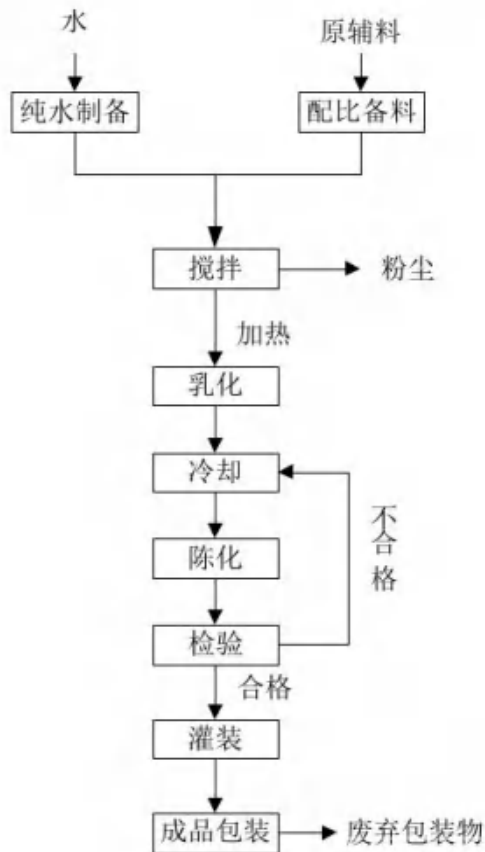 水
原辅料
纯水制备
配比备料
搅拌
粉尘
加热
乳化
冷却
不合格
陈化
检验
合格
灌装
成品包装
废弃包装物